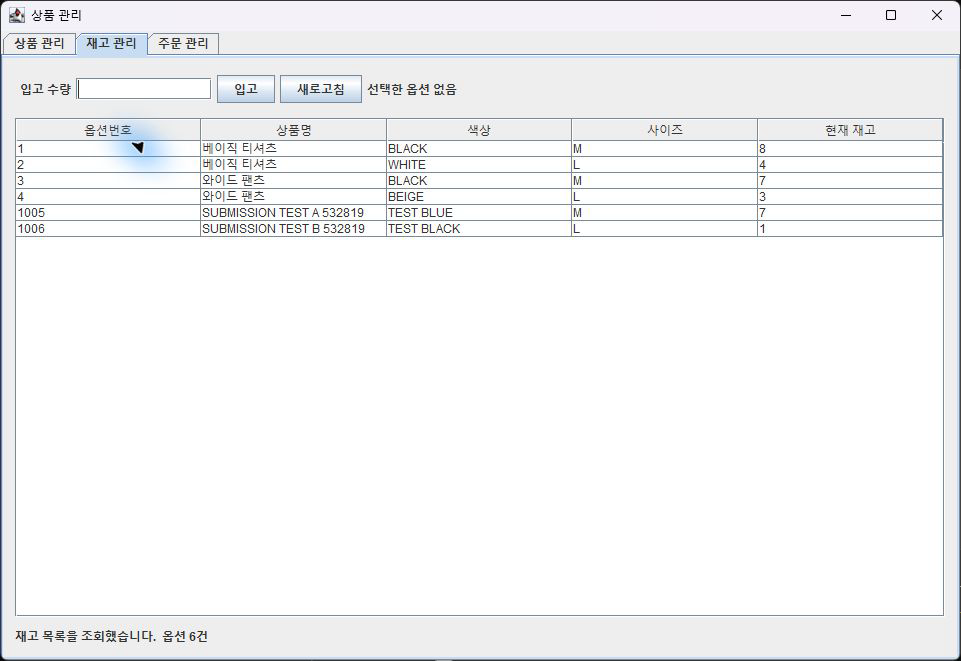 상품 관리
상품 관리 재고 관리 주문 관리
입고 수량 입고 새로고침 선택한 옵션 없음
옵션번호 상품명 색상 사이즈 현재 재고
1 베이직 티셔츠 BLACK M 8
2 베이직 티셔츠 WHITE L 4
3 와이드 팬츠 BLACK M 7
4 와이드 팬츠 BEIGE L 3
1005 SUBMISSION TEST A 532819 TEST BLUE M 7
1006 SUBMISSION TEST B 532819 TEST BLACK L 1
재고 목록을 조회했습니다. 옵션 6건